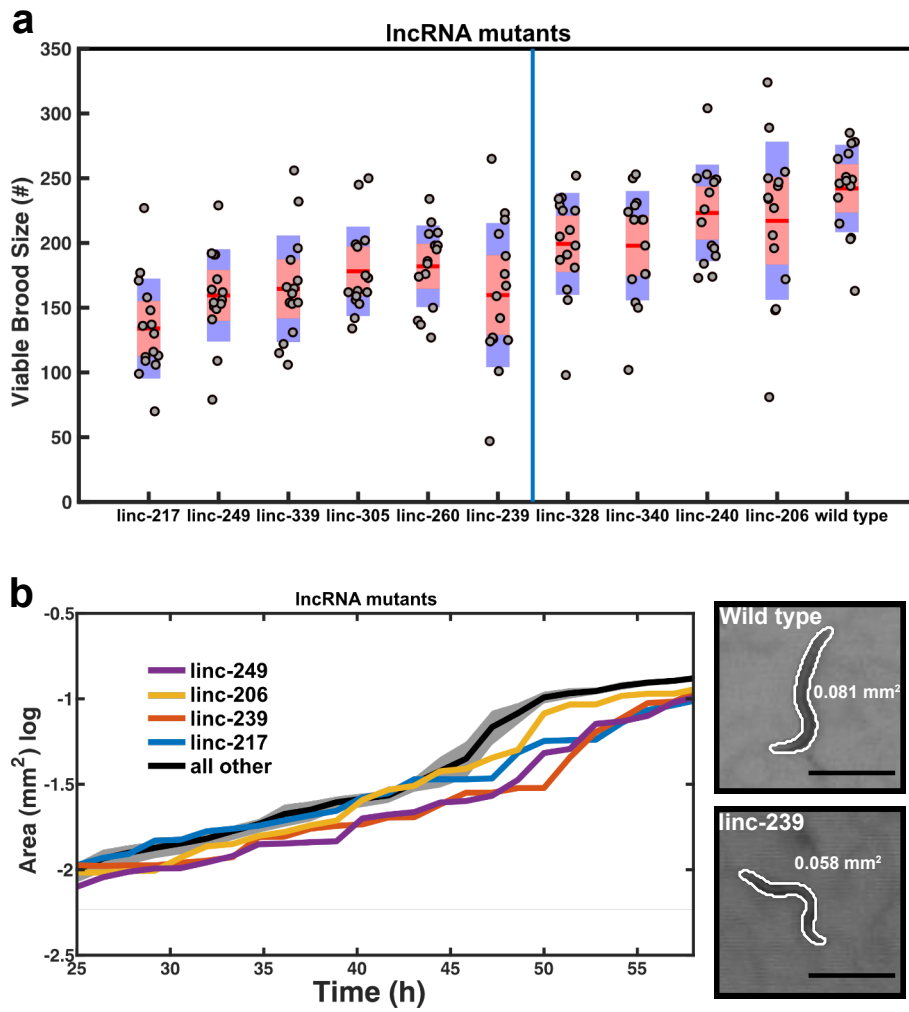 a
lncRNA mutants
Viable Brood Size (#)
350
300
250
200
150
100
50
0
linc-217 linc-249 linc-339 linc-305 linc-260 linc-239 linc-328 linc-340 linc-240 linc-206 wild type
b
lncRNA mutants
Area (mm²) log
-0.5
-1
-1.5
-2
-2.5
linc-249
linc-206
linc-239
linc-217
all other
25 30 35 40 45 50 55
Time (h)
Wild type
0.081 mm²
linc-239
0.058 mm²